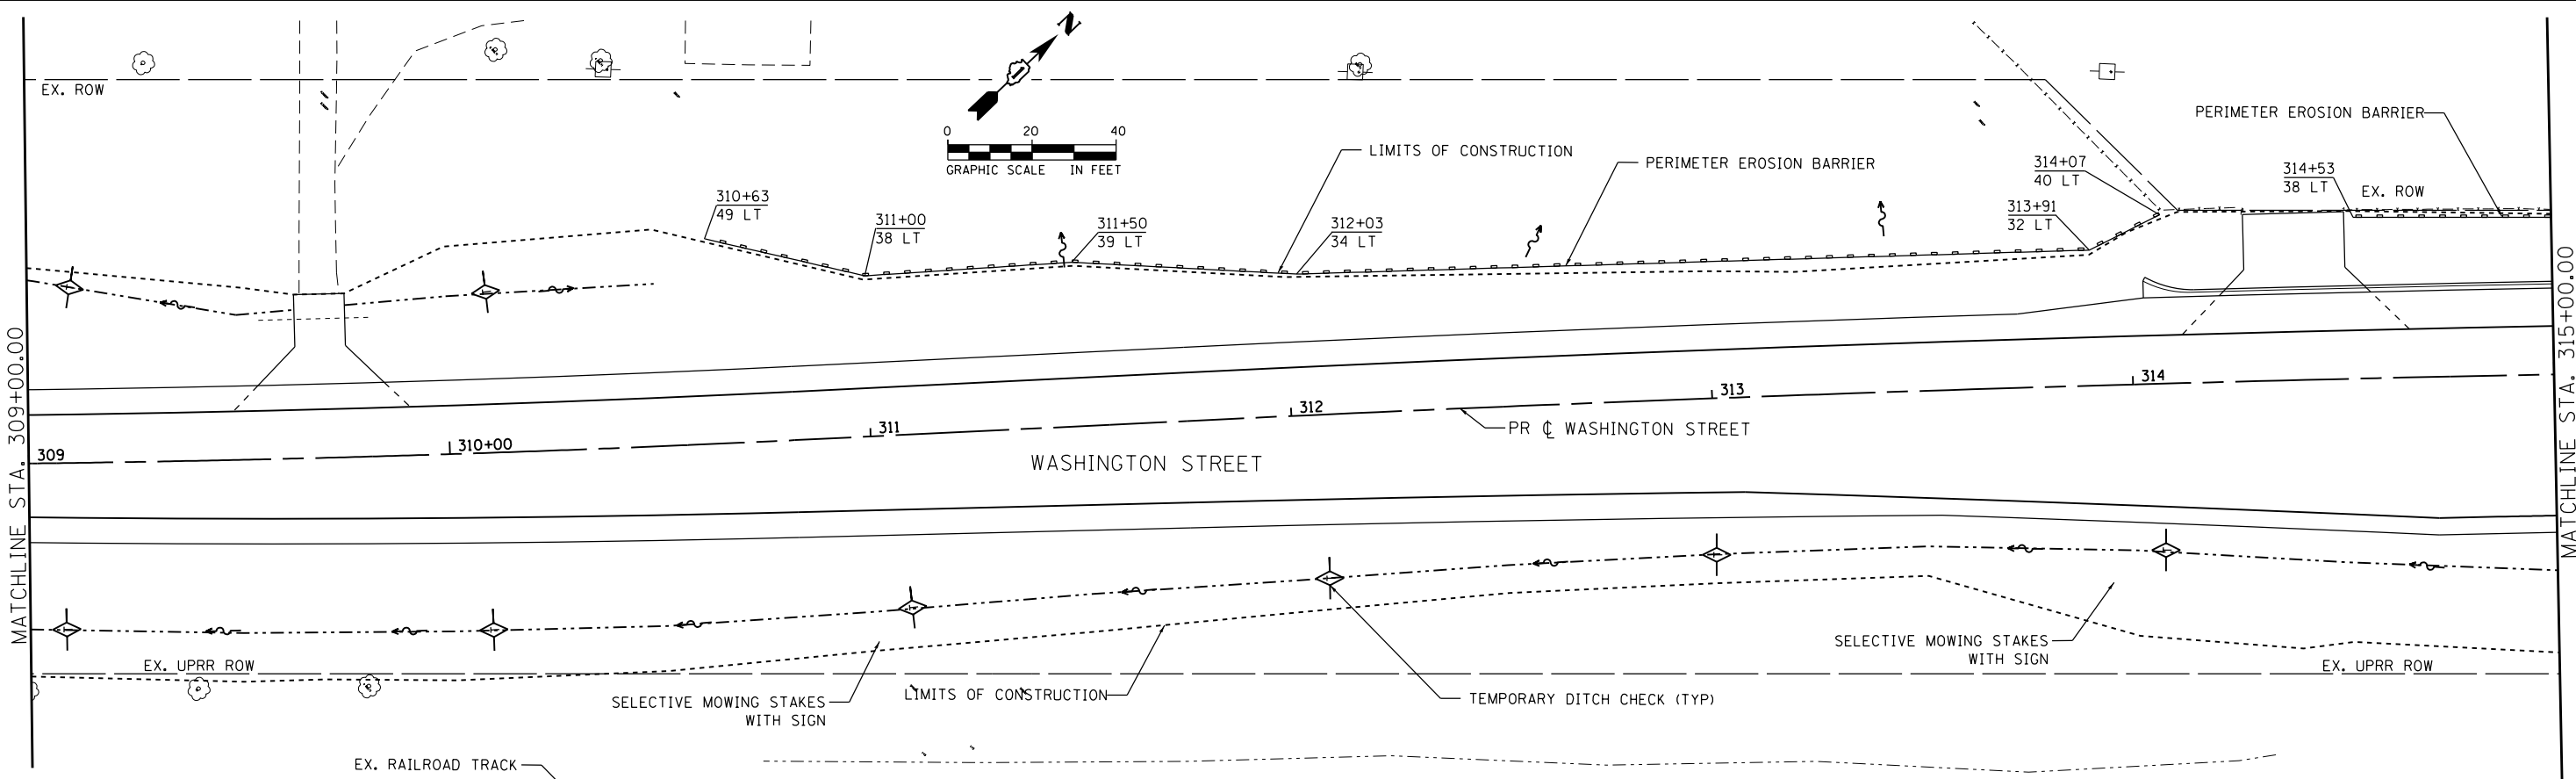 N
EX. ROW
0 20 40
GRAPHIC SCALE IN FEET
LIMITS OF CONSTRUCTION
PERIMETER EROSION BARRIER
PERIMETER EROSION BARRIER
310+63
49 LT
311+00
38 LT
311+50
39 LT
312+03
34 LT
313+91
32 LT
314+07
40 LT
314+53
38 LT
EX. ROW
MATCHLINE STA. 309+00.00
MATCHLINE STA. 315+00.00
309
310+00
311
312
313
314
PR ℄ WASHINGTON STREET
WASHINGTON STREET
EX. UPRR ROW
SELECTIVE MOWING STAKES
WITH SIGN
LIMITS OF CONSTRUCTION
TEMPORARY DITCH CHECK (TYP)
SELECTIVE MOWING STAKES
WITH SIGN
EX. UPRR ROW
EX. RAILROAD TRACK